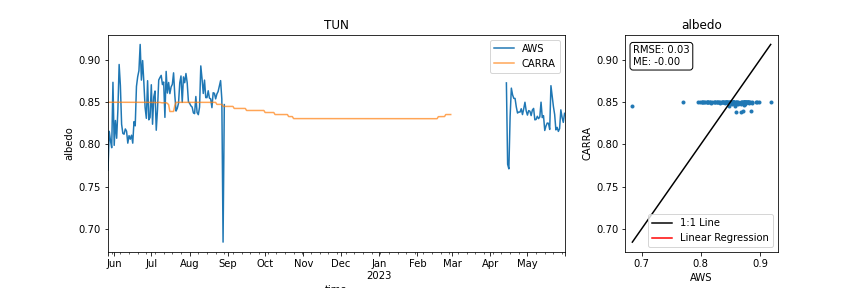 TUN
albedo
0.90
0.85
0.80
0.75
0.70
AWS
CARRA
Jun Jul Aug Sep Oct Nov Dec Jan Feb Mar Apr May
2023
time
albedo
CARRA
0.90
0.85
0.80
0.75
0.70
RMSE: 0.03
ME: -0.00
1:1 Line
Linear Regression
0.7 0.8 0.9
AWS